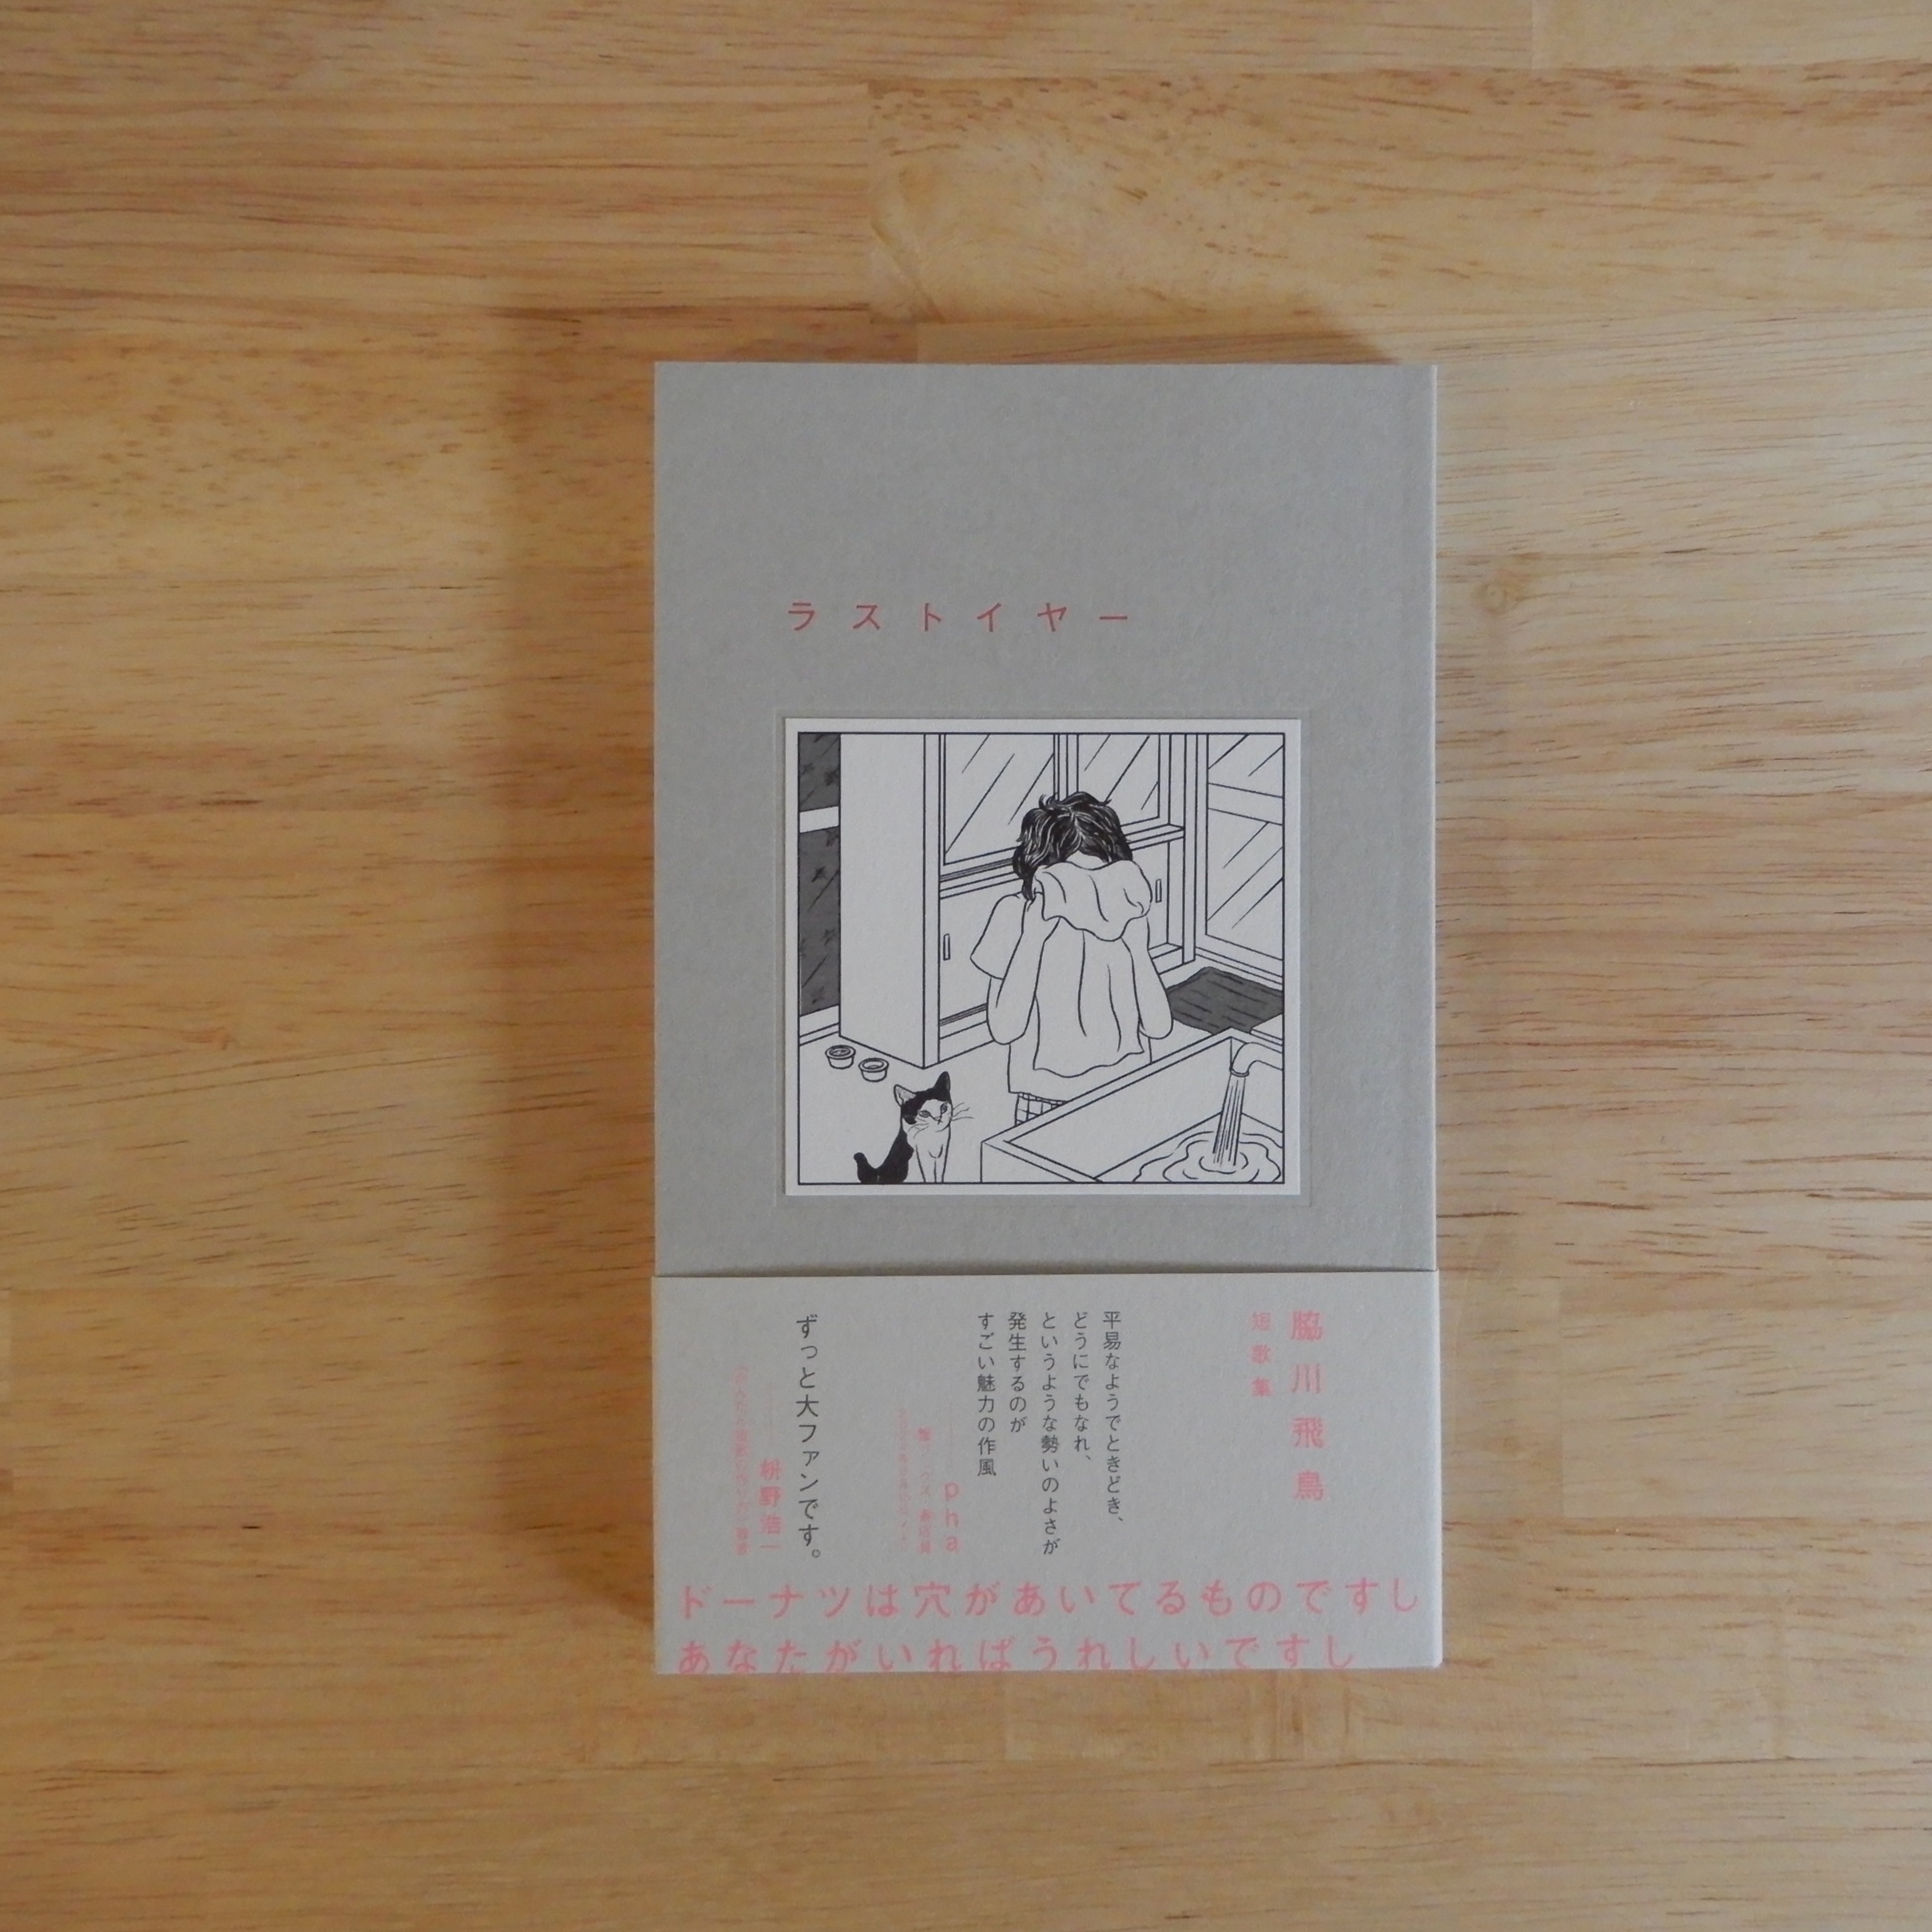 ラストイヤー
脇川飛鳥
短歌集
平易なようでときどき、
どうにでもなれ、
というような勢いのよさが
発生するのが
すごい魅力の作風
pha
ずっと大ファンです。
枡野浩一
ドーナツは穴があいてるものですし
あなたがいればうれしいですし